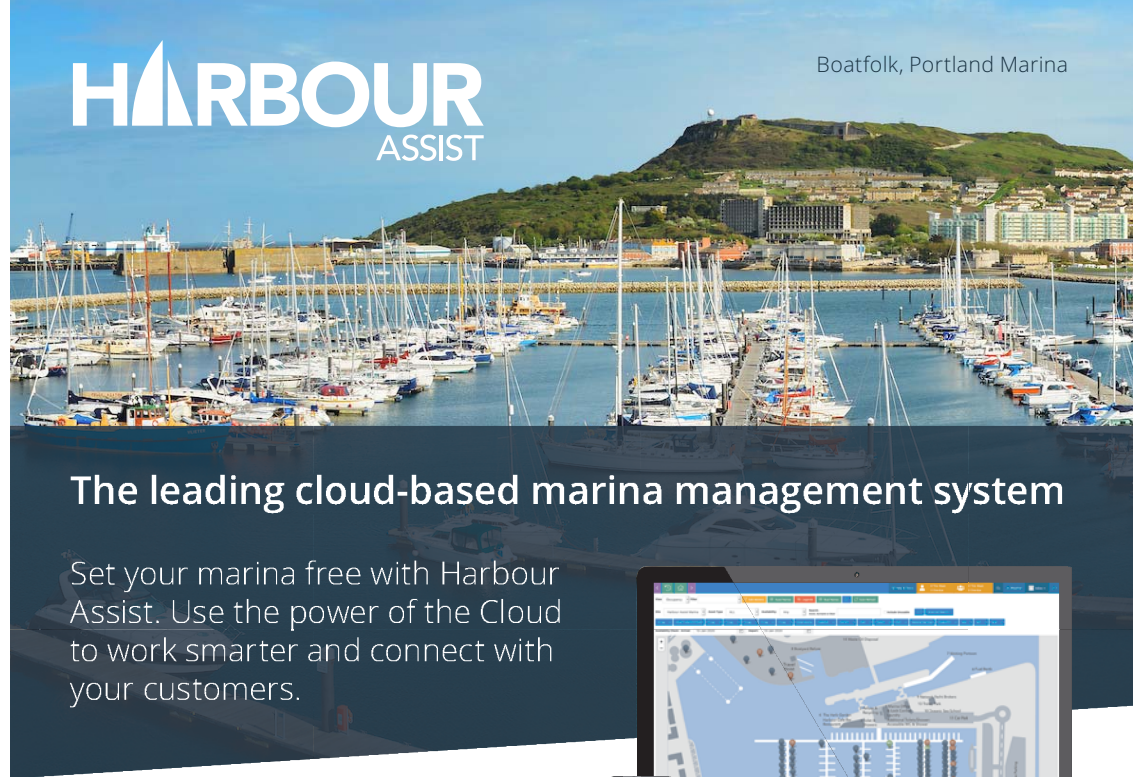 HARBOUR
ASSIST
Boatfolk, Portland Marina
The leading cloud-based marina management system
Set your marina free with Harbour
Assist. Use the power of the Cloud
to work smarter and connect with
your customers.